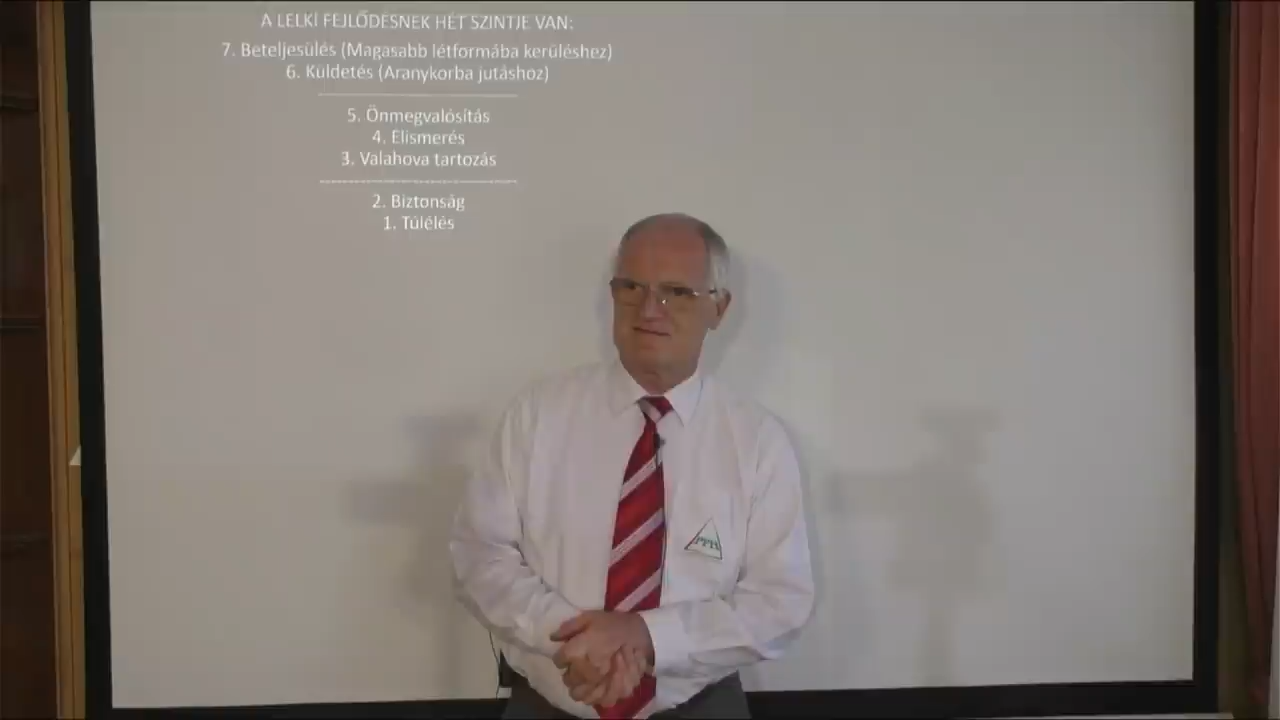 A LELKI FEJLŐDÉSNEK HÉT SZINTJE VAN:
7. Beteljesülés (Magasabb létformába kerüléshez)
6. Küldetés (Aranykorba jutáshoz)
5. Önmegvalósítás
4. Elismerés
3. Valahova tartozás
2. Biztonság
1. Túlélés